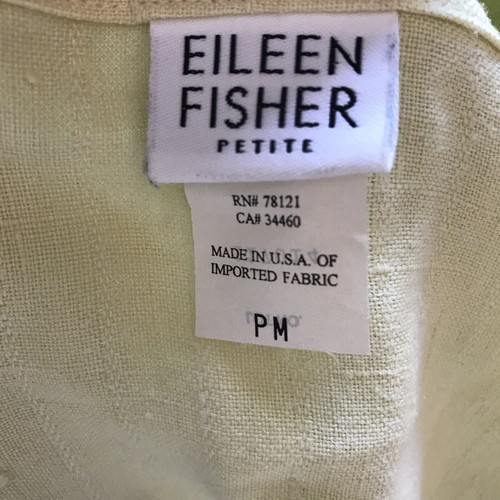 EILEEN
FISHER
PETITE
RN# 78121
CA# 34460
MADE IN U.S.A. OF
IMPORTED FABRIC
PM